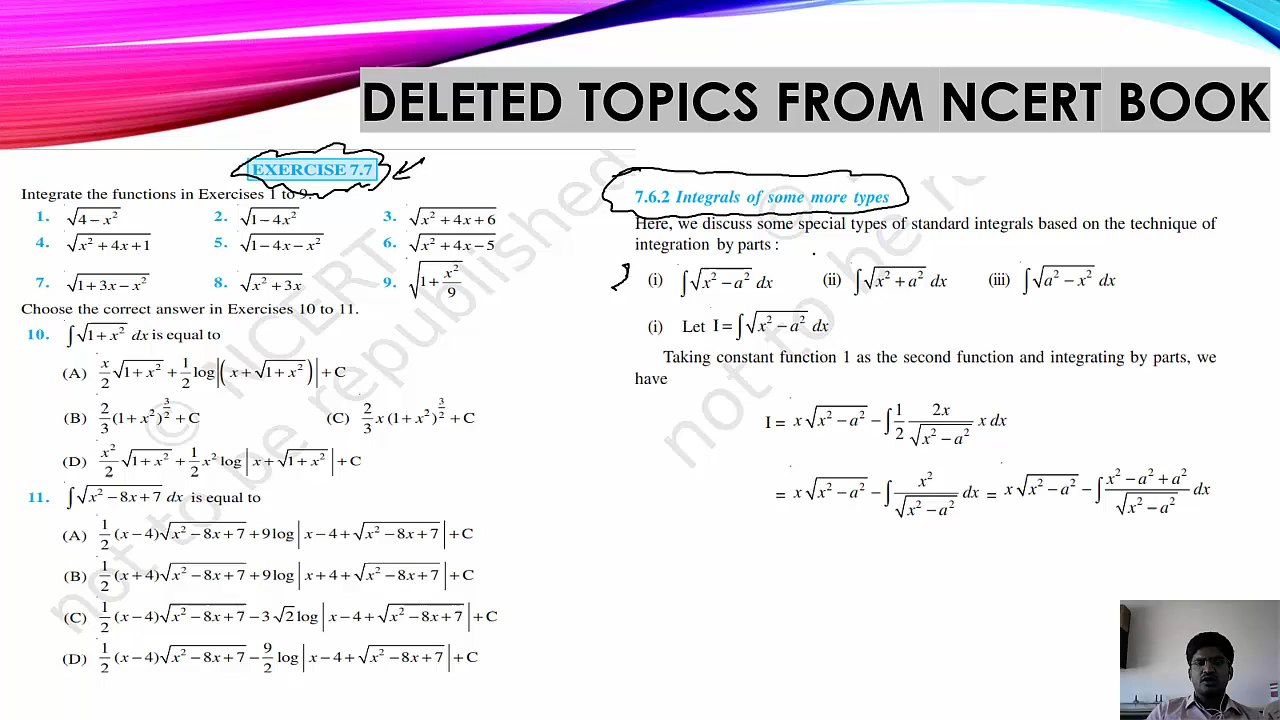 DELETED TOPICS FROM NCERT BOOK
EXERCISE 7.7
Integrate the functions in Exercises 1 to 9.
1. √(4 − x²) 2. √(1 − 4x²) 3. √(x² + 4x + 6)
4. √(x² + 4x + 1) 5. √(1 − 4x − x²) 6. √(x² + 4x − 5)
7. √(1 + 3x − x²) 8. √(x² + 3x) 9. √(1 + x²/9)
Choose the correct answer in Exercises 10 to 11.
10. ∫√(1 + x²) dx is equal to
(A) x/2 √(1 + x²) + 1/2 log|(x + √(1 + x²))| + C
(B) 2/3 (1 + x²)^(3/2) + C (C) 2/3 x (1 + x²)^(3/2) + C
(D) x²/2 √(1 + x²) + 1/2 x² log|x + √(1 + x²)| + C
11. ∫√(x² − 8x + 7) dx is equal to
(A) 1/2 (x − 4)√(x² − 8x + 7) + 9log|x − 4 + √(x² − 8x + 7)| + C
(B) 1/2 (x + 4)√(x² − 8x + 7) + 9log|x + 4 + √(x² − 8x + 7)| + C
(C) 1/2 (x − 4)√(x² − 8x + 7) − 3√2 log|x − 4 + √(x² − 8x + 7)| + C
(D) 1/2 (x − 4)√(x² − 8x + 7) − 9/2 log|x − 4 + √(x² − 8x + 7)| + C
© NCERT
not to be republished
7.6.2 Integrals of some more types
Here, we discuss some special types of standard integrals based on the technique of
integration by parts :
(i) ∫√(x² − a²) dx (ii) ∫√(x² + a²) dx (iii) ∫√(a² − x²) dx
(i) Let I = ∫√(x² − a²) dx
Taking constant function 1 as the second function and integrating by parts, we
have
I = x√(x² − a²) − ∫ 1/2 2x/√(x² − a²) x dx
= x√(x² − a²) − ∫ x²/√(x² − a²) dx = x√(x² − a²) − ∫ (x² − a² + a²)/√(x² − a²) dx